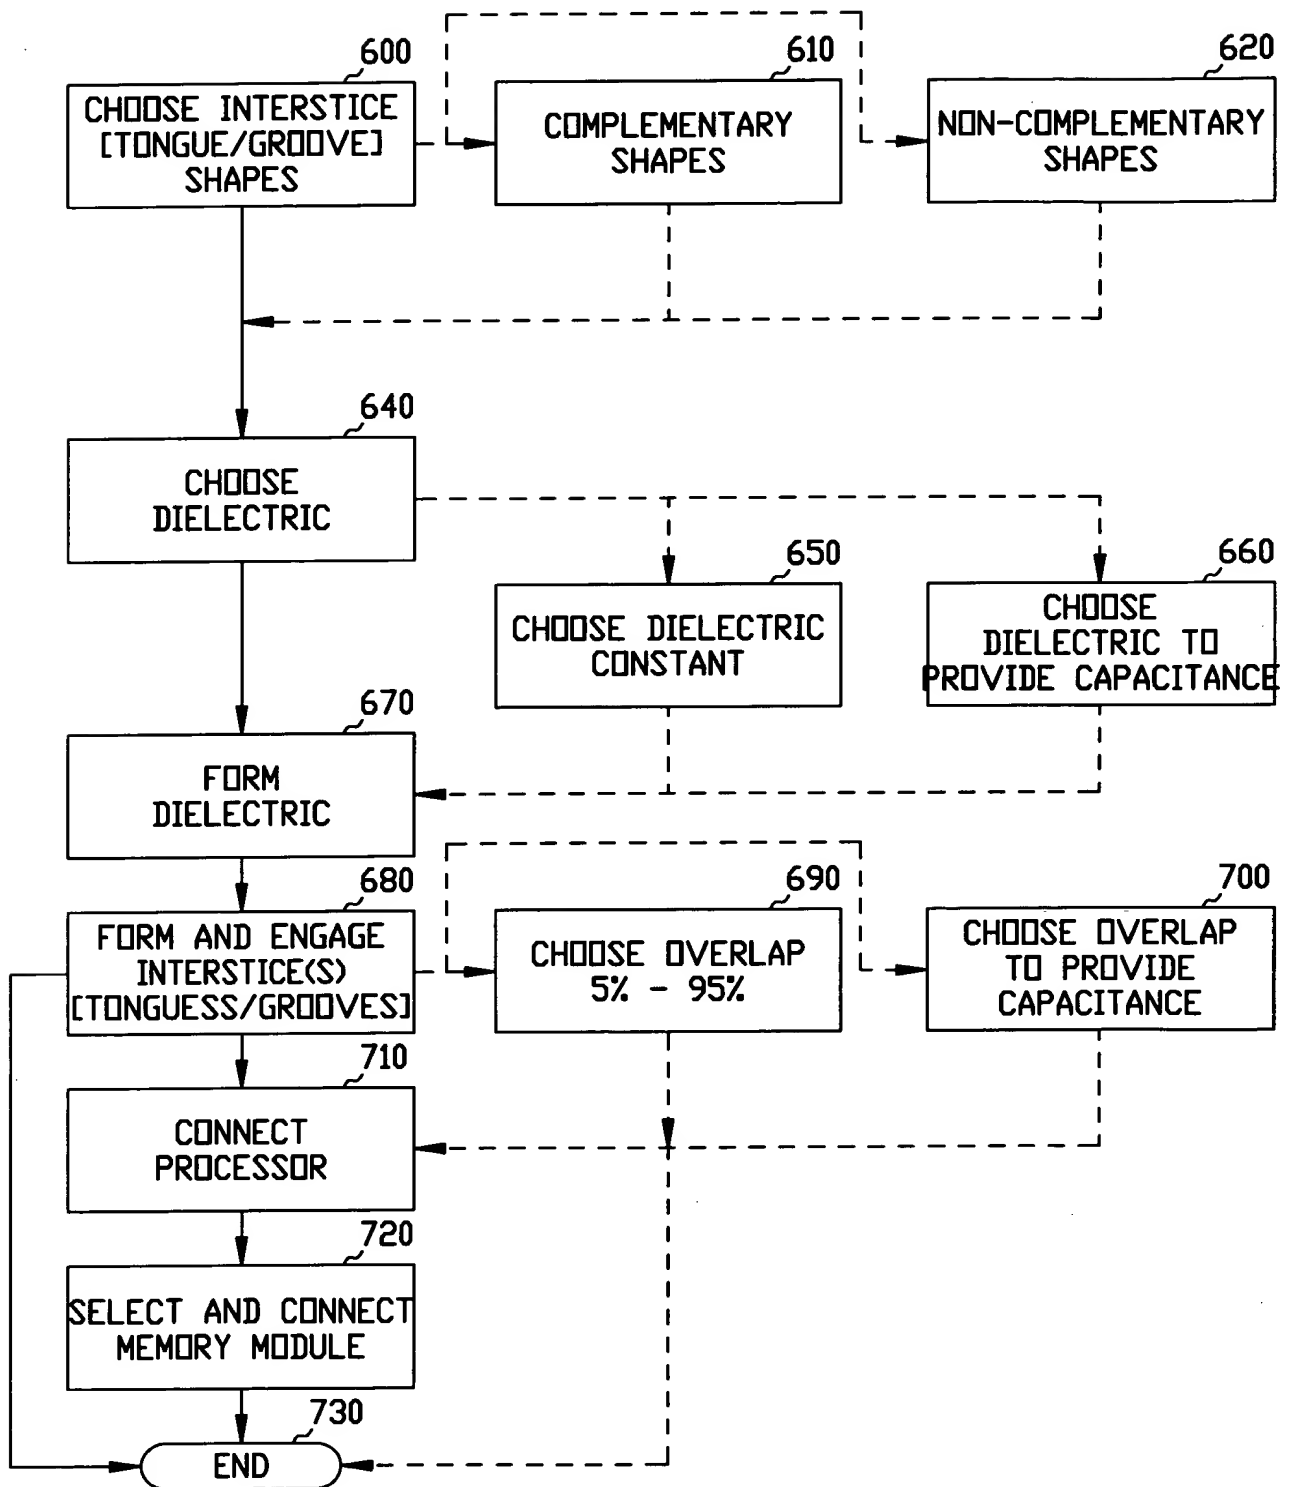 600
CHOOSE INTERSTICE
[TONGUE/GROOVE]
SHAPES
610
COMPLEMENTARY
SHAPES
620
NON-COMPLEMENTARY
SHAPES
640
CHOOSE
DIELECTRIC
650
CHOOSE DIELECTRIC
CONSTANT
660
CHOOSE
DIELECTRIC TO
PROVIDE CAPACITANCE
670
FORM
DIELECTRIC
680
FORM AND ENGAGE
INTERSTICE(S)
[TONGUESS/GROOVES]
690
CHOOSE OVERLAP
5% - 95%
700
CHOOSE OVERLAP
TO PROVIDE
CAPACITANCE
710
CONNECT
PROCESSOR
720
SELECT AND CONNECT
MEMORY MODULE
730
END